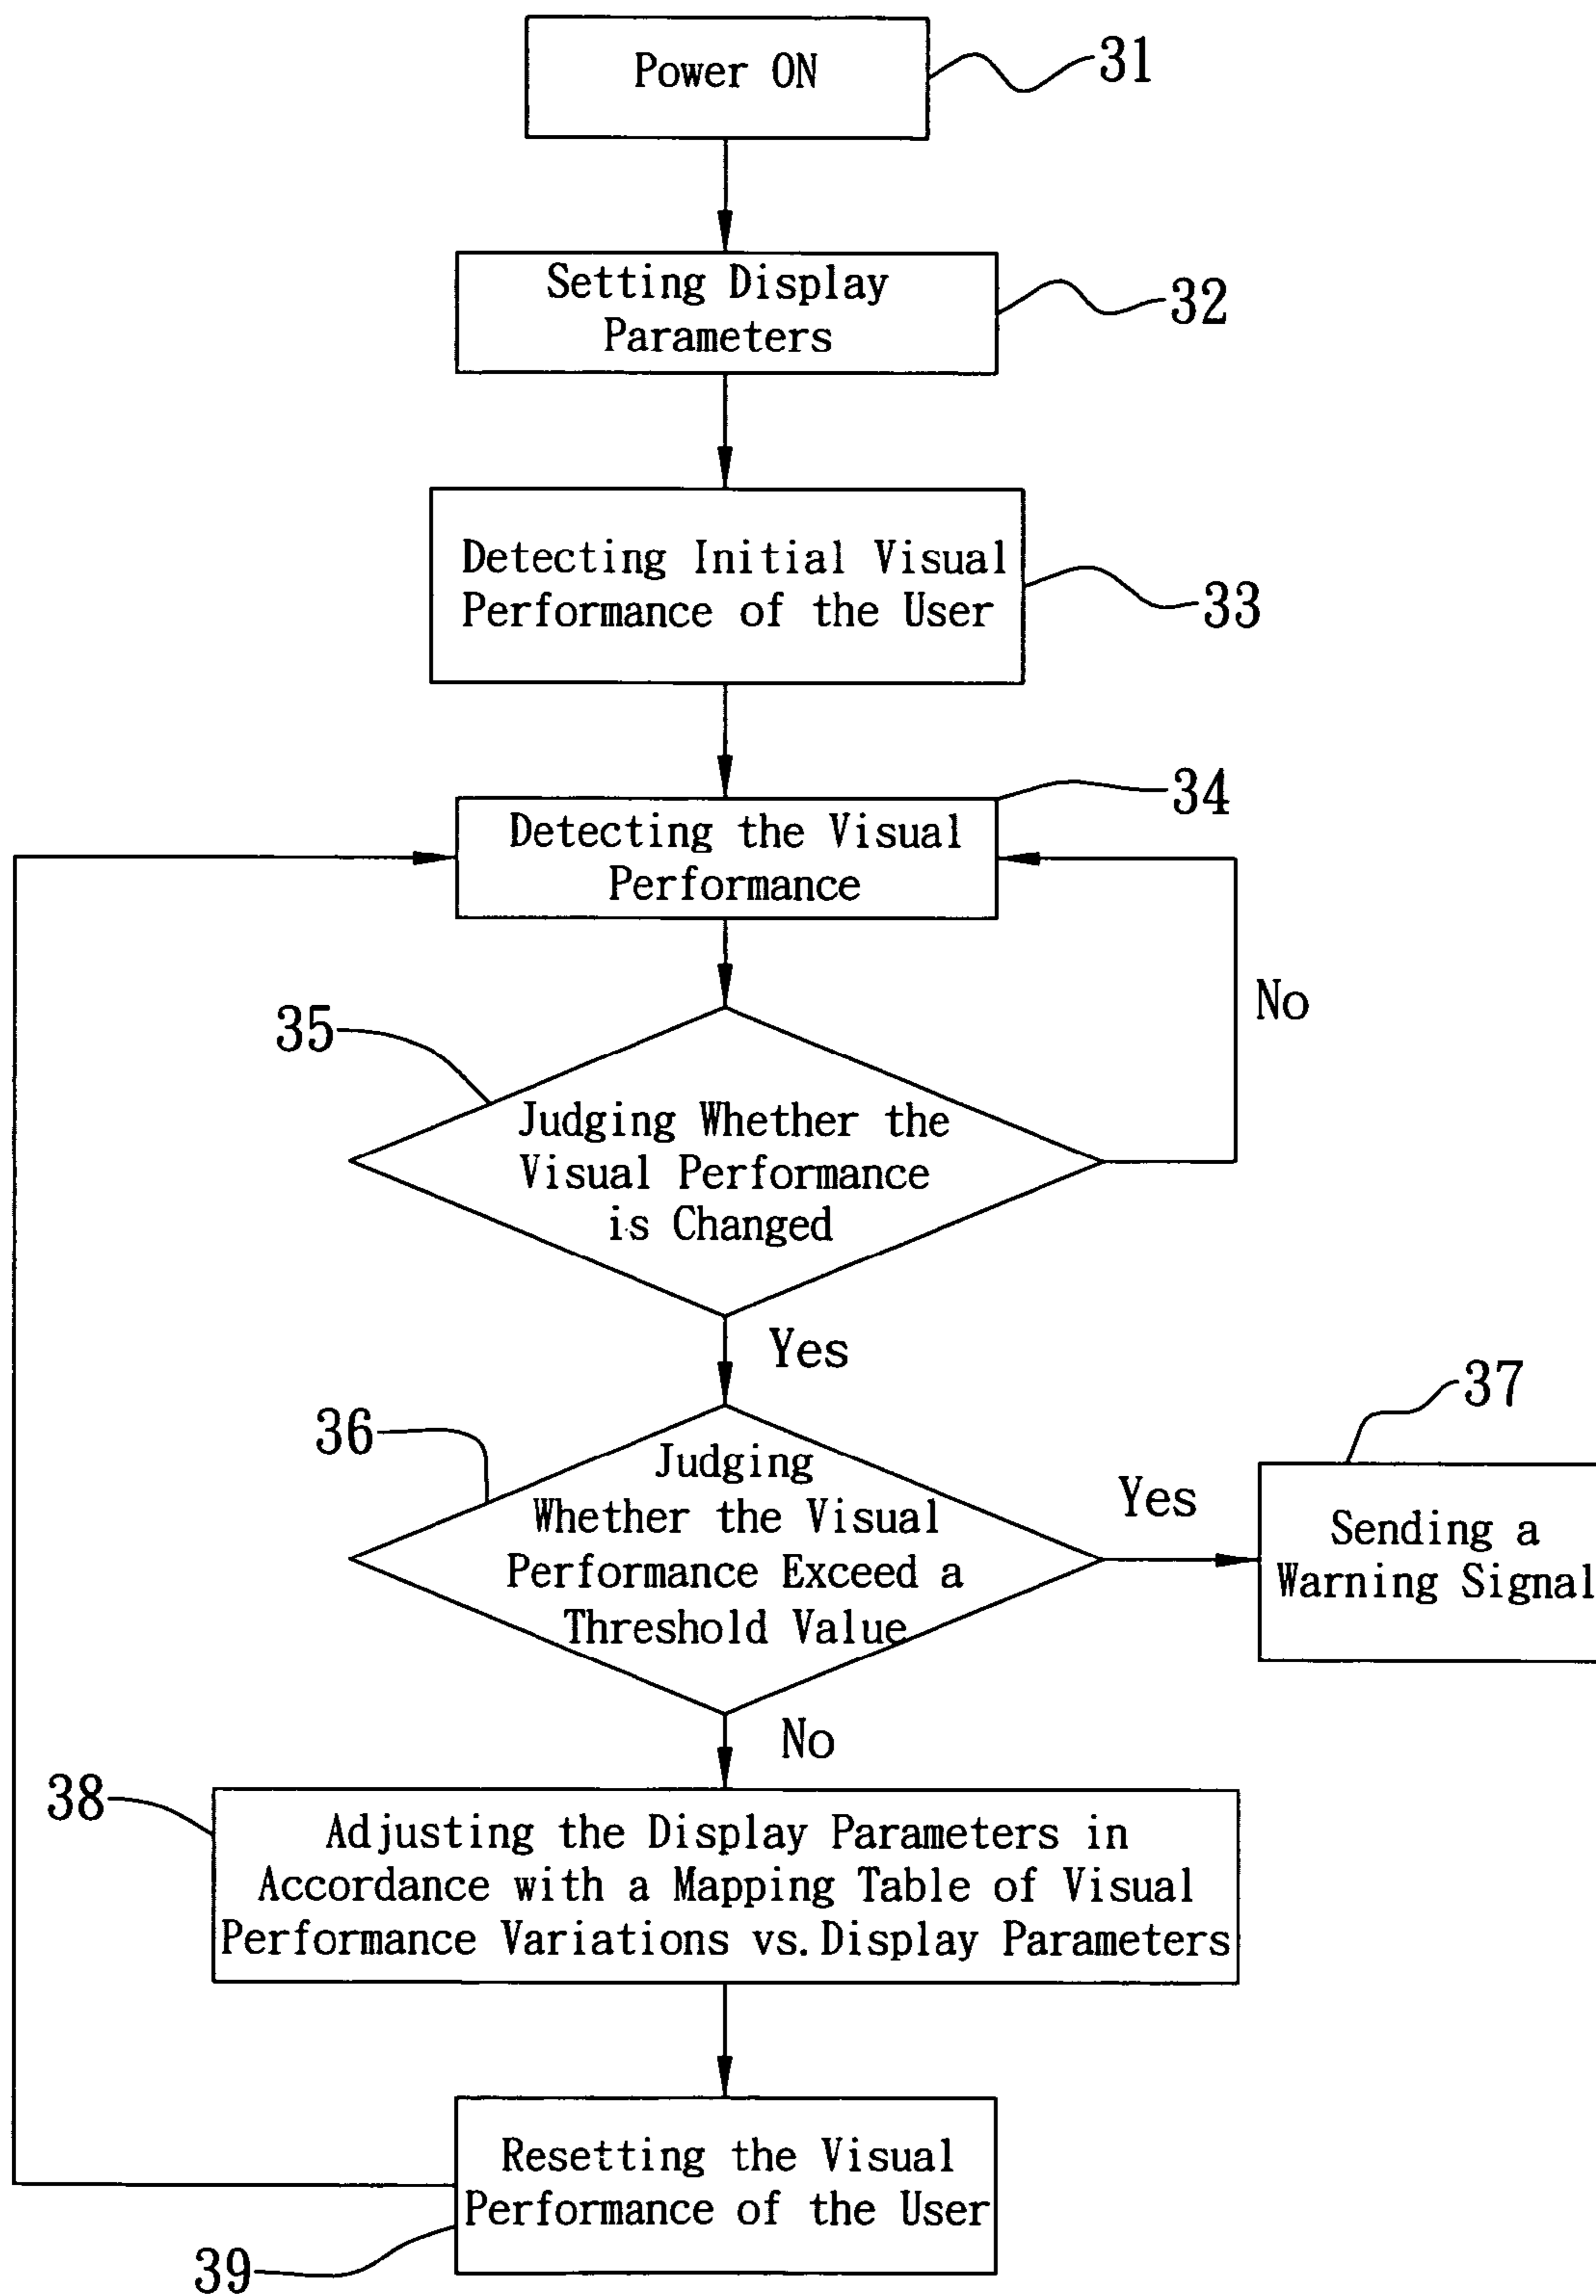 Power ON
31
Setting Display
Parameters
32
Detecting Initial Visual
Performance of the User
33
34
Detecting the Visual
Performance
No
35
Judging Whether the
Visual Performance
is Changed
Yes
37
36
Judging
Whether the Visual
Performance Exceed a
Threshold Value
Yes
Sending a
Warning Signal
No
38
Adjusting the Display Parameters in
Accordance with a Mapping Table of Visual
Performance Variations vs. Display Parameters
Resetting the Visual
Performance of the User
39